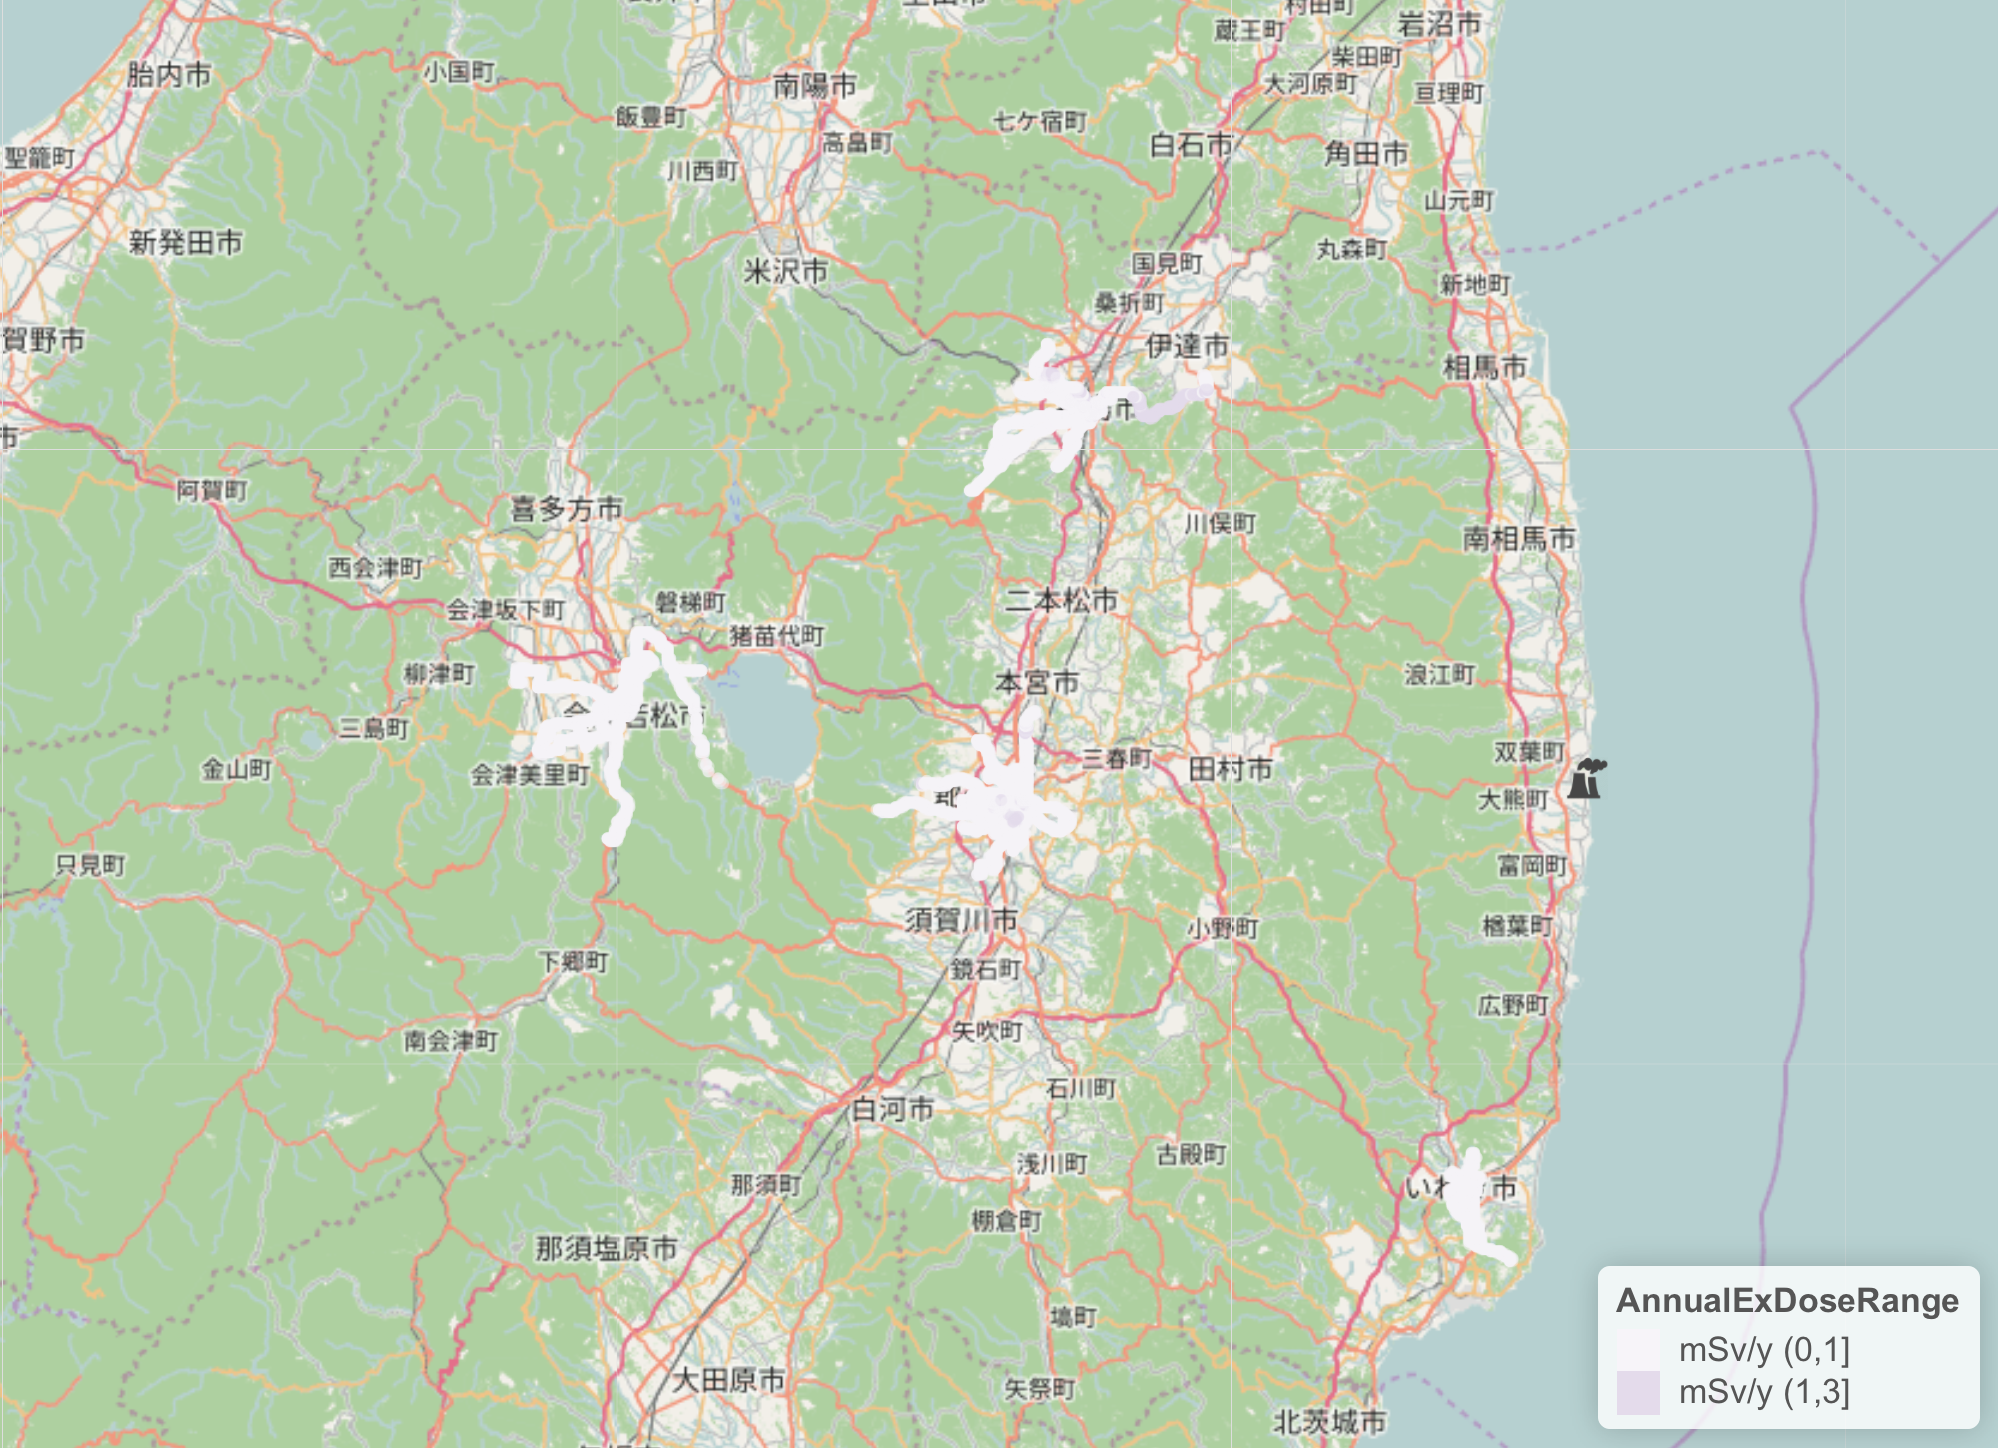 村田町
岩沼市
蔵王町
柴田町
胎内市
小国町
南陽市
大河原町
亘理町
飯豊町
七ケ宿町
高畠町
白石市
角田市
聖籠町
川西町
山元町
新発田市
丸森町
国見町
米沢市
新地町
桑折町
賀野市
伊達市
相馬市
市
市
阿賀町
喜多方市
川俣町
南相馬市
西会津町
二本松市
磐梯町
会津坂下町
猪苗代町
柳津町
本宮市
浪江町
会
若松市
三島町
双葉町
三春町
金山町
田村市
会津美里町
大熊町
郡
只見町
富岡町
須賀川市
小野町
楢葉町
下郷町
鏡石町
広野町
矢吹町
南会津町
石川町
白河市
古殿町
浅川町
那須町
いわ
市
棚倉町
那須塩原市
塙町
大田原市
矢祭町
北茨城市
AnnualExDoseRange
mSv/y (0,1]
mSv/y (1,3]